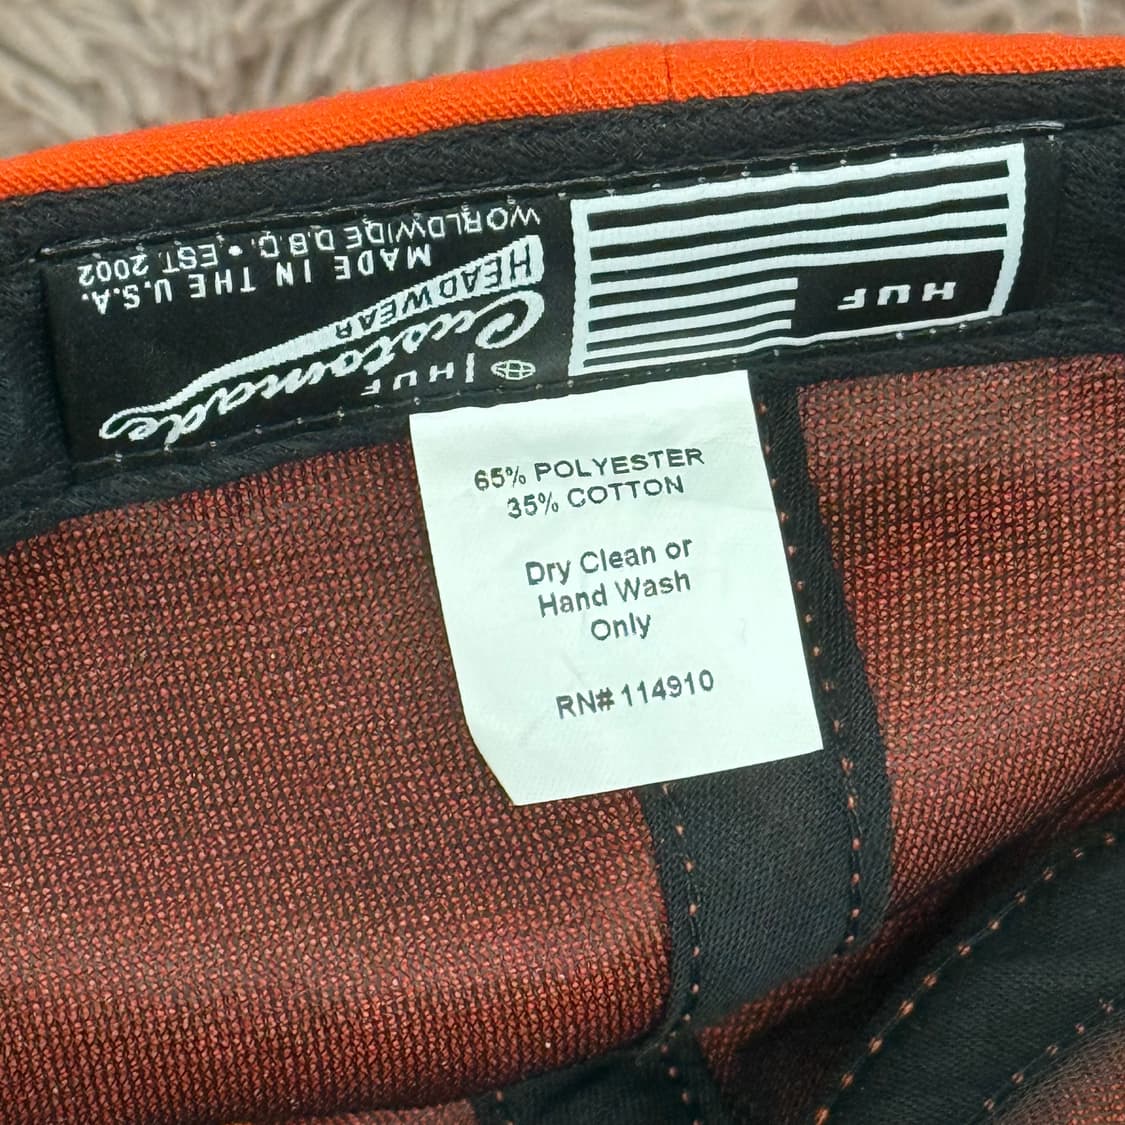 HUF
HUF
Customade
HEADWEAR
MADE IN THE U.S.A.
WORLDWIDE D.B.C. • EST. 2002
65% POLYESTER
35% COTTON
Dry Clean or
Hand Wash
Only
RN# 114910